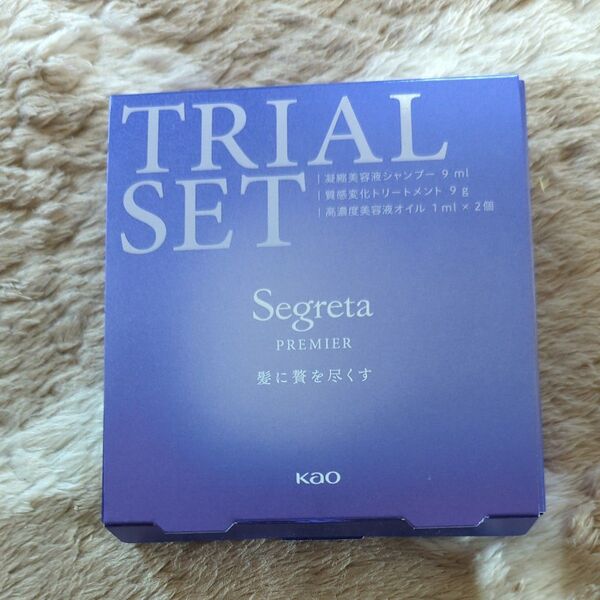 TRIAL
SET
|凝縮美容液シャンプー 9 ml
|質感変化トリートメント 9 g
|高濃度美容液オイル 1 ml × 2個
Segreta
PREMIER
髪に贅を尽くす
Kao